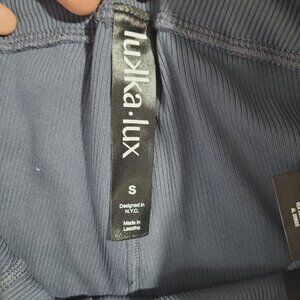 lukka·lux
S
Designed in
N.Y.C.
Made in
Lesotho